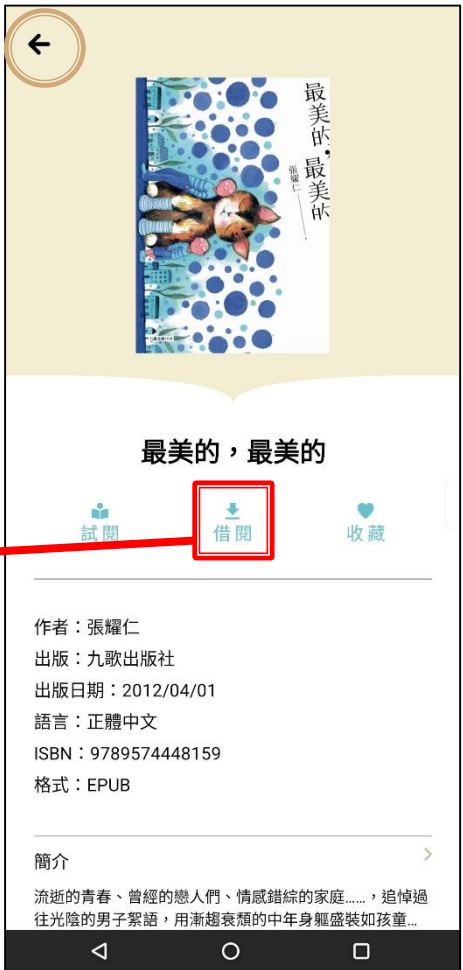 最美的，最美的
張耀仁
最美的，最美的
試閱
借閱
收藏
作者：張耀仁
出版：九歌出版社
出版日期：2012/04/01
語言：正體中文
ISBN：9789574448159
格式：EPUB
簡介
流逝的青春、曾經的戀人們、情感錯綜的家庭……，追悼過
往光陰的男子絮語，用漸趨衰頹的中年身軀盛裝如孩童...